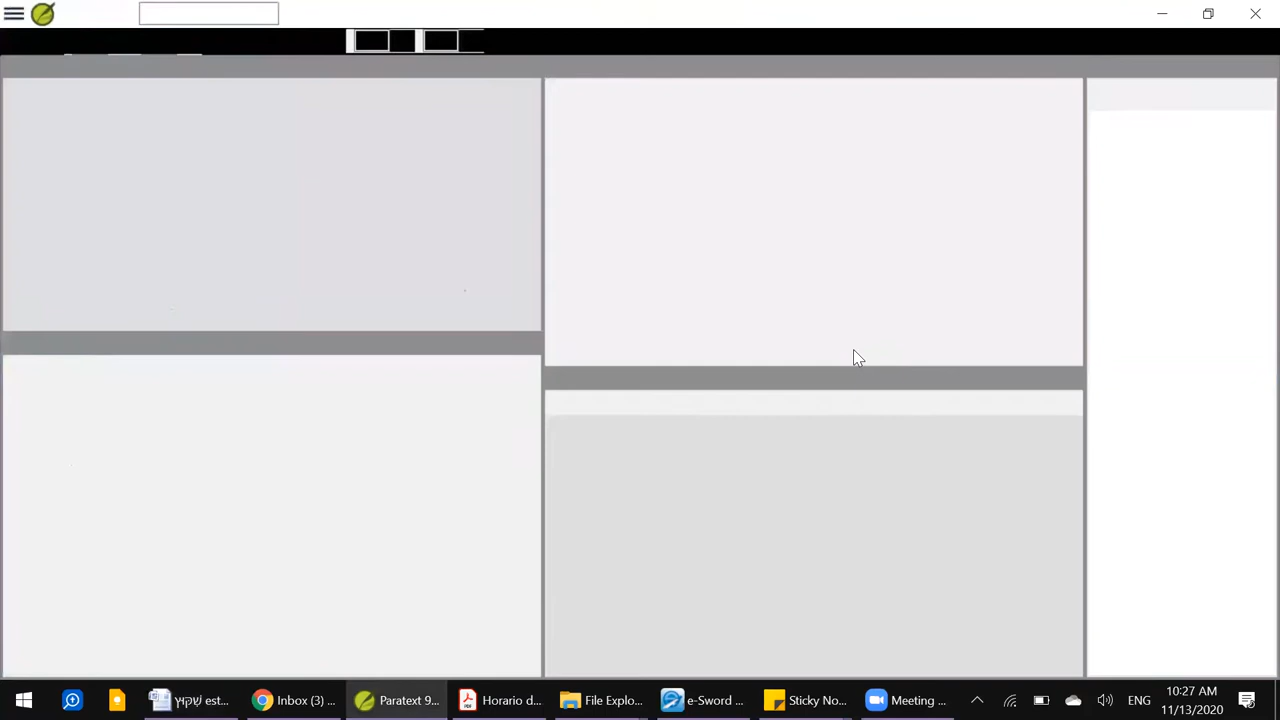 שִׁקּוּץ est...
Inbox (3) ...
Paratext 9...
Horario d...
File Explo...
e-Sword ...
Sticky No...
Meeting ...
ENG
10:27 AM
11/13/2020